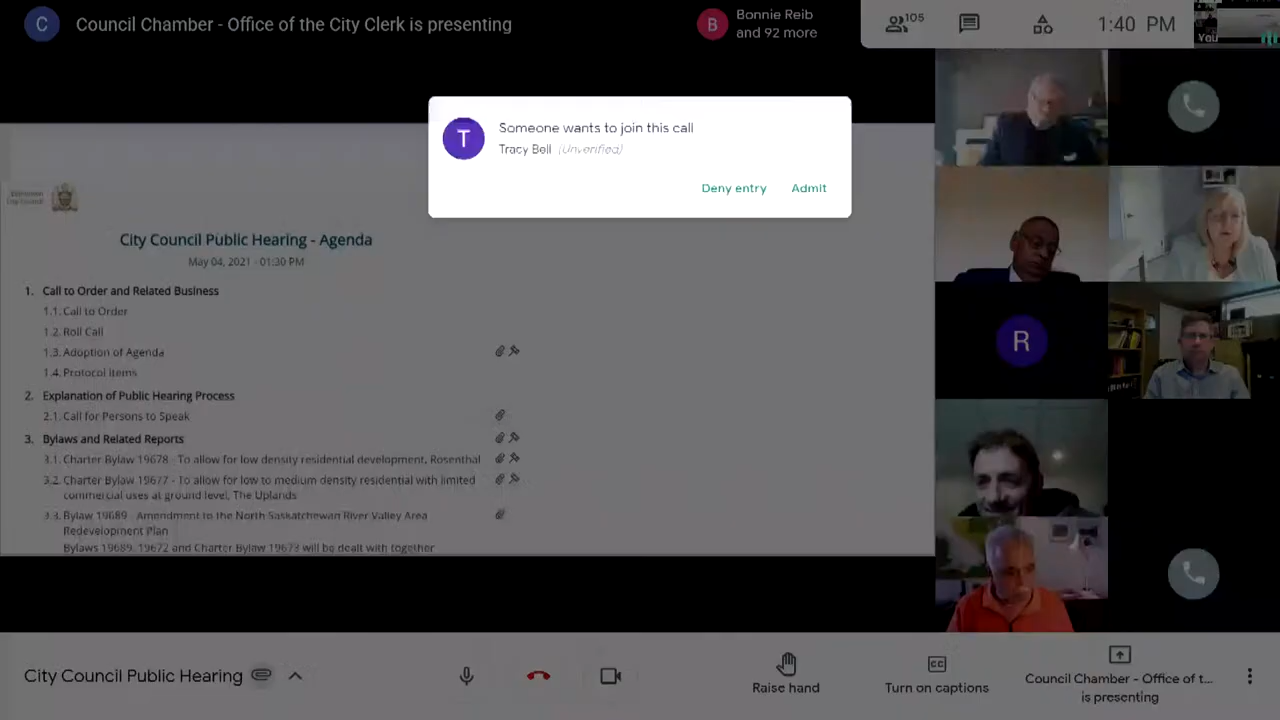 C
Council Chamber - Office of the City Clerk is presenting
B
Bonnie Reib
and 92 more
105
1:40 PM
You
T
Someone wants to join this call
Tracy Bell (Unverified)
Deny entry
Admit
City Council Public Hearing - Agenda
May 04, 2021 - 01:30 PM
1. Call to Order and Related Business
1.1. Call to Order
1.2. Roll Call
1.3. Adoption of Agenda
1.4. Protocol Items
2. Explanation of Public Hearing Process
2.1. Call for Persons to Speak
3. Bylaws and Related Reports
3.1. Charter Bylaw 19678 - To allow for low density residential development, Rosenthal
3.2. Charter Bylaw 19677 - To allow for low to medium density residential with limited
commercial uses at ground level, The Uplands
3.3. Bylaw 19689 - Amendment to the North Saskatchewan River Valley Area
Redevelopment Plan
Bylaws 19689, 19672 and Charter Bylaw 19673 will be dealt with together
R
City Council Public Hearing
Raise hand
CC
Turn on captions
Council Chamber - Office of t...
is presenting